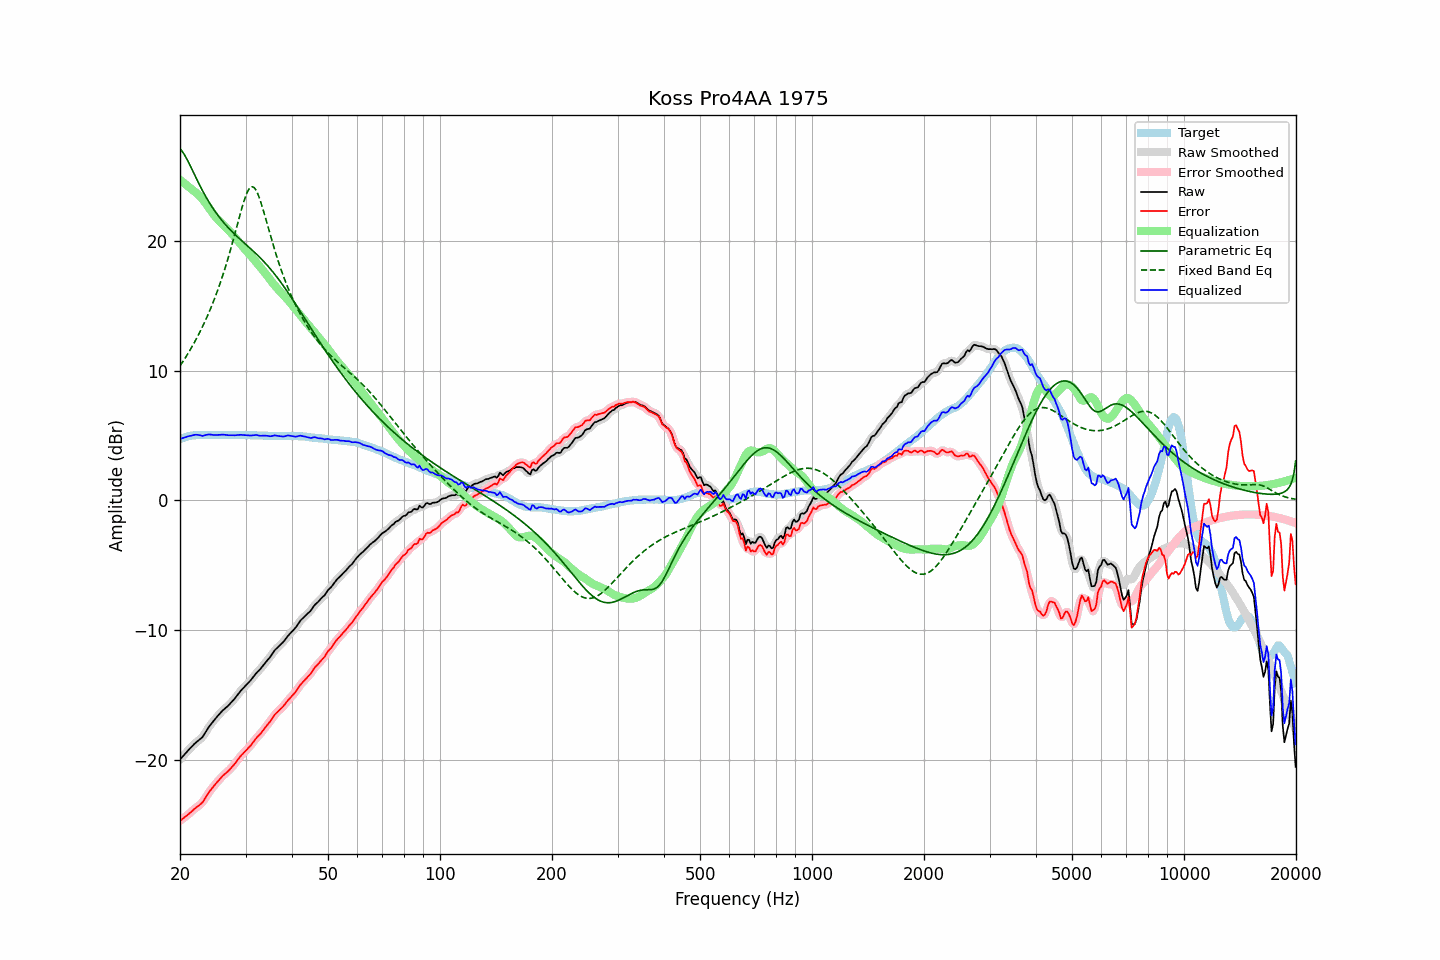 Koss Pro4AA 1975
Target
Raw Smoothed
Error Smoothed
Raw
Error
Equalization
Parametric Eq
Fixed Band Eq
Equalized
20
10
0
−10
−20
Amplitude (dBr)
20
50
100
200
500
1000
2000
5000
10000
20000
Frequency (Hz)